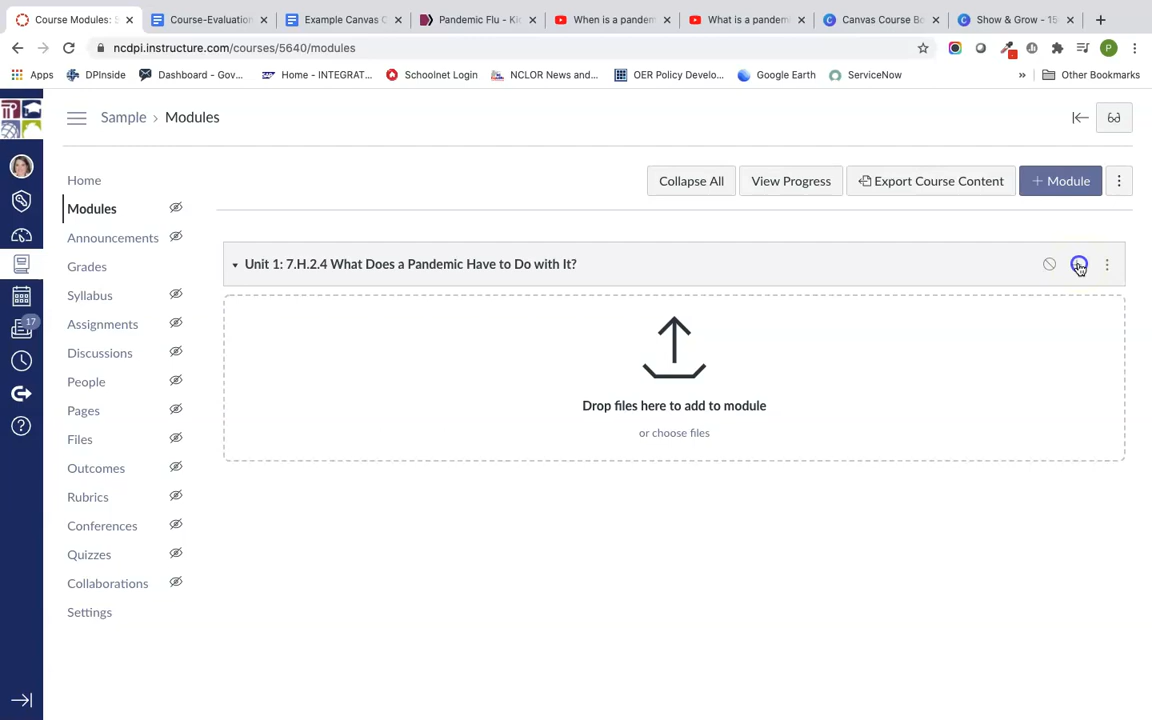 Course Modules: S
Course-Evaluation
Example Canvas C
Pandemic Flu - Kid
When is a pandem
What is a pandemi
Canvas Course Bo
Show & Grow - 15
ncdpi.instructure.com/courses/5640/modules
P
Apps
DPInside
Dashboard - Gov...
Home - INTEGRAT...
Schoolnet Login
NCLOR News and...
OER Policy Develo...
Google Earth
ServiceNow
»
Other Bookmarks
Sample › Modules
Collapse All
View Progress
Export Course Content
+ Module
Home
Modules
Announcements
Grades
Syllabus
Assignments
Discussions
People
Pages
Files
Outcomes
Rubrics
Conferences
Quizzes
Collaborations
Settings
17
Unit 1: 7.H.2.4 What Does a Pandemic Have to Do with It?
Drop files here to add to module
or choose files